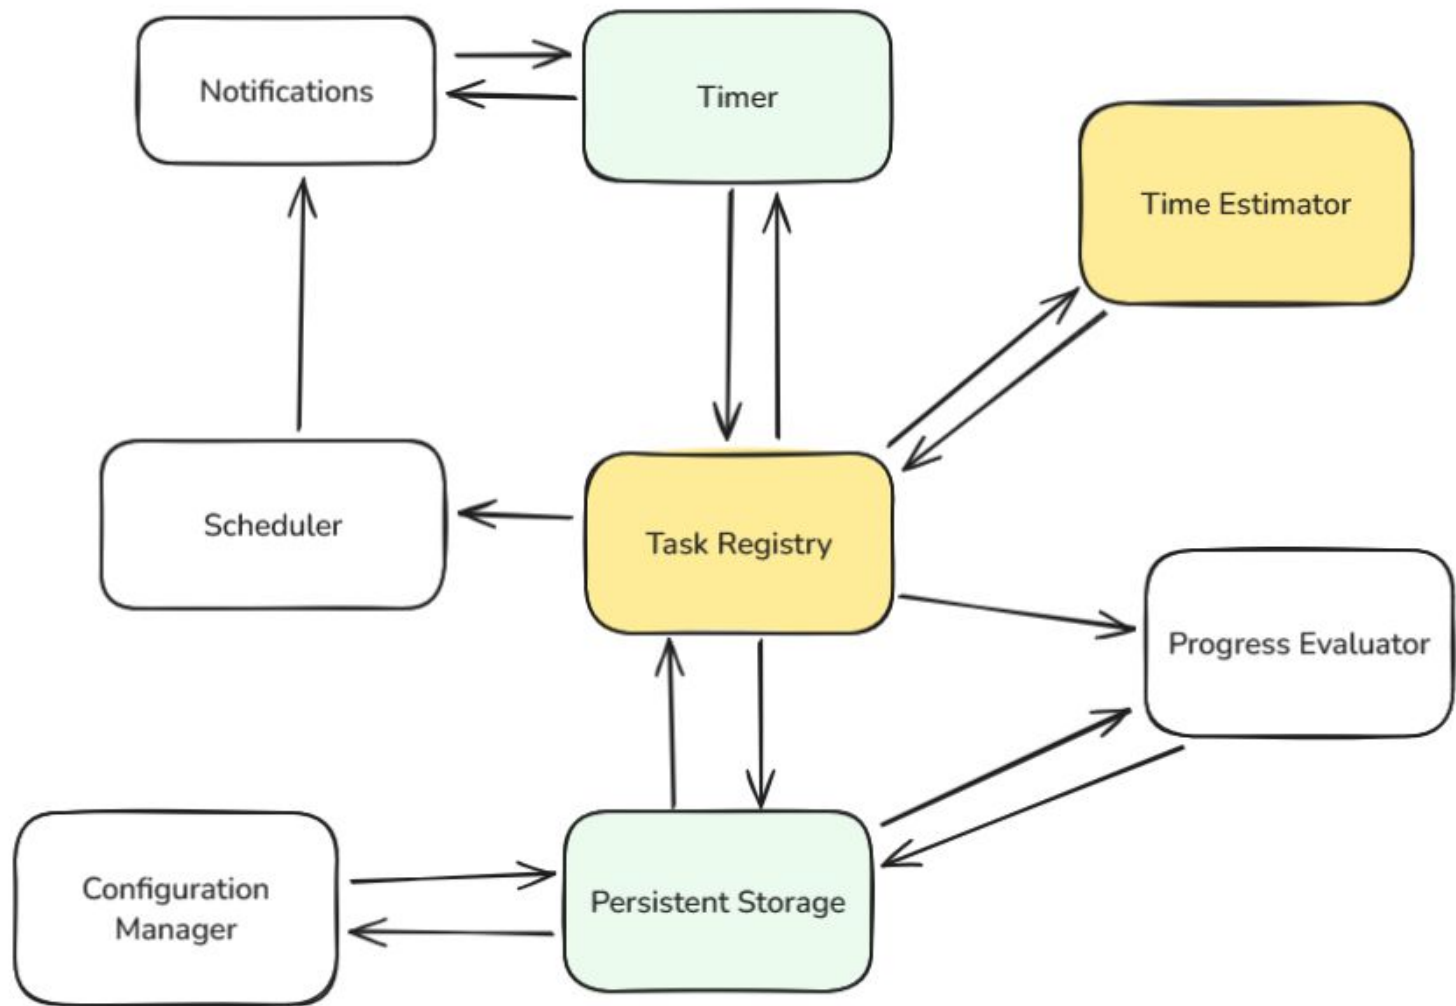 Notifications
Timer
Time Estimator
Scheduler
Task Registry
Progress Evaluator
Configuration
Manager
Persistent Storage